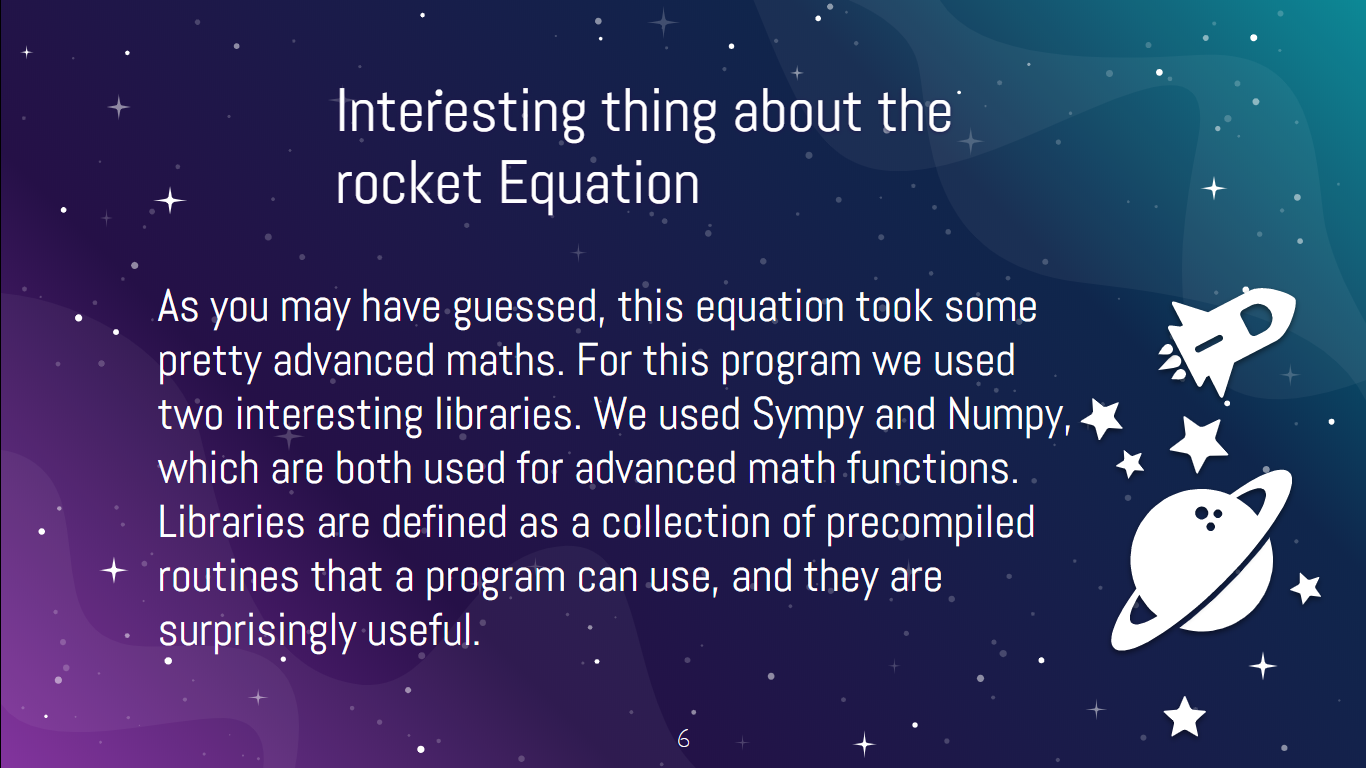 Interesting thing about the
rocket Equation
As you may have guessed, this equation took some
pretty advanced maths. For this program we used
two interesting libraries. We used Sympy and Numpy,
which are both used for advanced math functions.
Libraries are defined as a collection of precompiled
routines that a program can use, and they are
surprisingly useful.
6